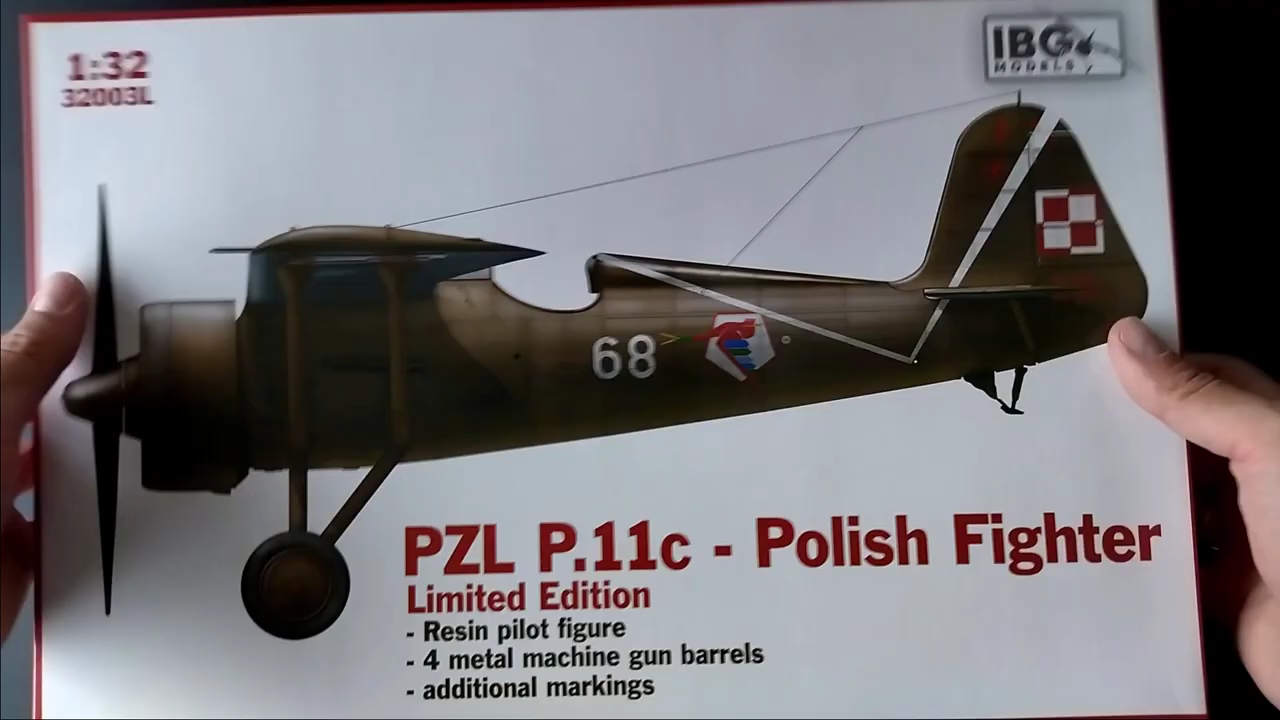 1:32
32003L
IBG
MODELS
68
PZL P.11c - Polish Fighter
Limited Edition
- Resin pilot figure
- 4 metal machine gun barrels
- additional markings